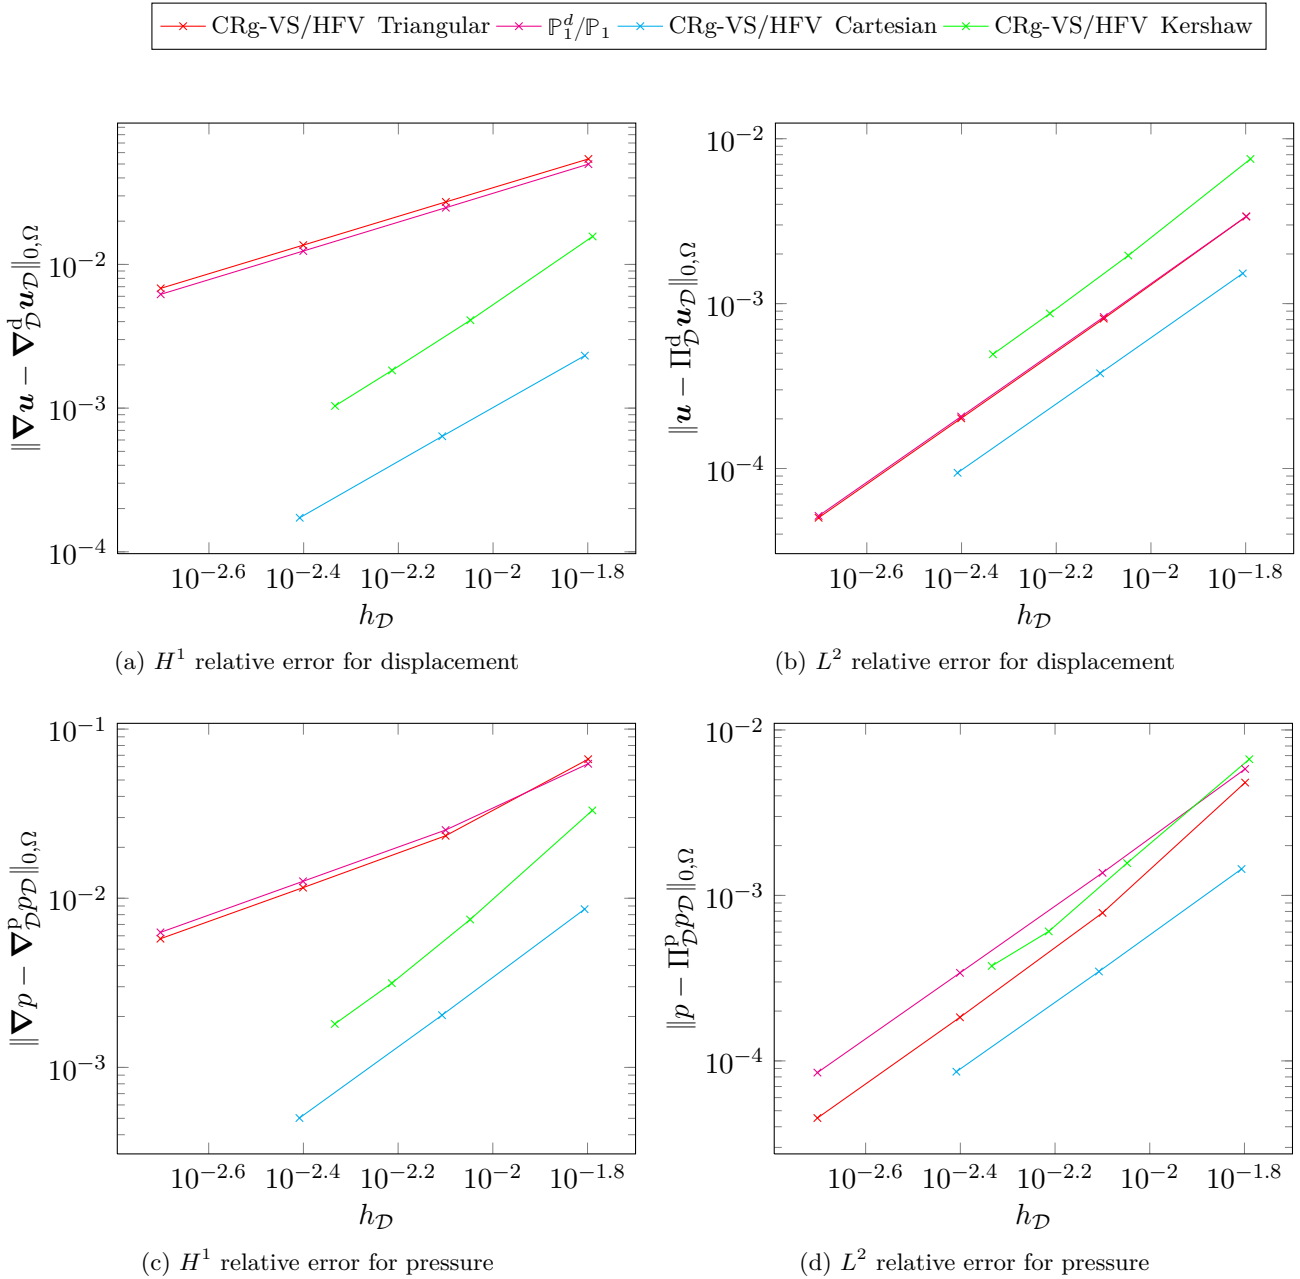 CRg-VS/HFV Triangular ℙ₁ᵈ/ℙ₁ CRg-VS/HFV Cartesian CRg-VS/HFV Kershaw
10⁻²
10⁻³
10⁻⁴
‖∇u − ∇ᵈ_𝒟 u_𝒟‖₀,Ω
10^−2.6 10^−2.4 10^−2.2 10^−2 10^−1.8
h_𝒟
(a) H¹ relative error for displacement
10⁻²
10⁻³
10⁻⁴
‖u − Πᵈ_𝒟 u_𝒟‖₀,Ω
10^−2.6 10^−2.4 10^−2.2 10^−2 10^−1.8
h_𝒟
(b) L² relative error for displacement
10⁻¹
10⁻²
10⁻³
‖∇p − ∇ᵖ_𝒟 p_𝒟‖₀,Ω
10^−2.6 10^−2.4 10^−2.2 10^−2 10^−1.8
h_𝒟
(c) H¹ relative error for pressure
10⁻²
10⁻³
10⁻⁴
‖p − Πᵖ_𝒟 p_𝒟‖₀,Ω
10^−2.6 10^−2.4 10^−2.2 10^−2 10^−1.8
h_𝒟
(d) L² relative error for pressure